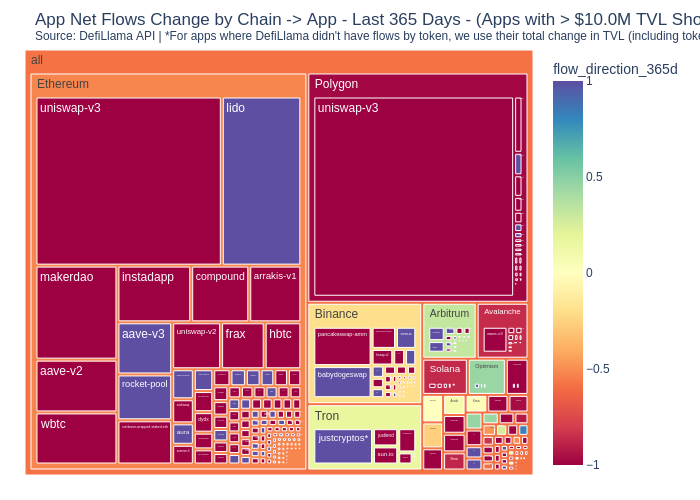 App Net Flows Change by Chain -> App - Last 365 Days - (Apps with > $10.0M TVL Sho
Source: DefiLlama API | *For apps where DefiLlama didn't have flows by token, we use their total change in TVL (including toke
all
flow_direction_365d
Ethereum
Polygon
uniswap-v3
lido
uniswap-v3
1
0.5
0
−0.5
−1
makerdao
instadapp
compound
arrakis-v1
aave-v3
uniswap-v2
frax
hbtc
aave-v2
rocket-pool
wbtc
aura
dydx
Binance
pancakeswap-amm
babydogeswap
Arbitrum
Avalanche
Solana
Optimism
Tron
justcryptos*
justlend
sun.io